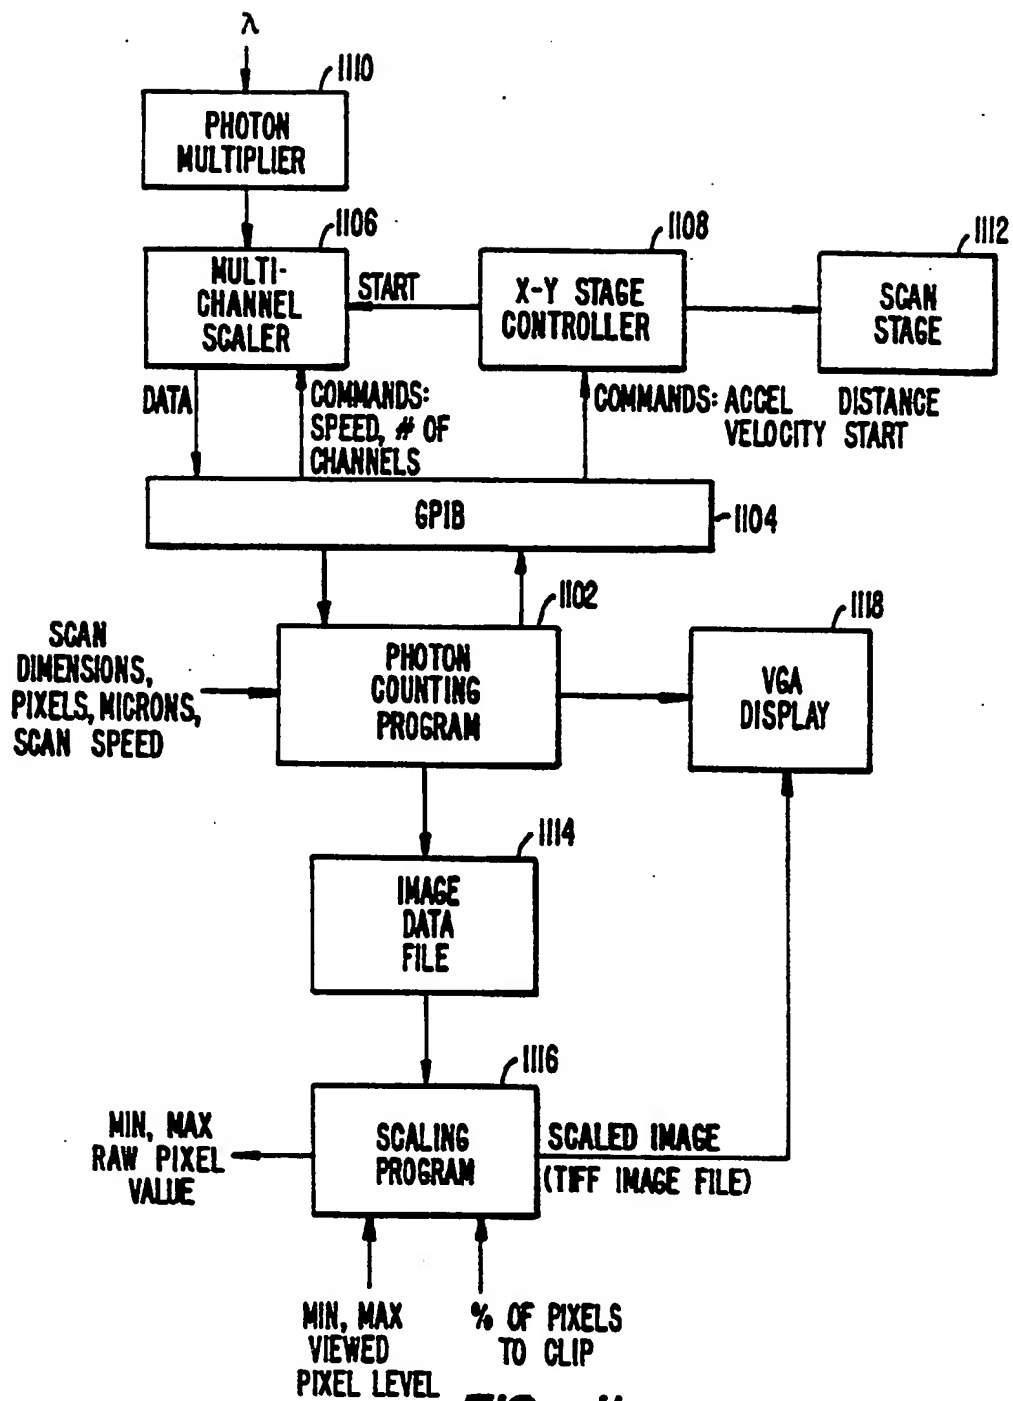 λ
1110
PHOTON
MULTIPLIER
1106
MULTI-
CHANNEL
SCALER
START
1108
X-Y STAGE
CONTROLLER
1112
SCAN
STAGE
DATA
COMMANDS:
SPEED, # OF
CHANNELS
COMMANDS: ACCEL DISTANCE
VELOCITY START
GPIB
1104
1102
PHOTON
COUNTING
PROGRAM
SCAN
DIMENSIONS,
PIXELS, MICRONS,
SCAN SPEED
1118
VGA
DISPLAY
1114
IMAGE
DATA
FILE
1116
SCALING
PROGRAM
MIN, MAX
RAW PIXEL
VALUE
SCALED IMAGE
(TIFF IMAGE FILE)
MIN, MAX
VIEWED
PIXEL LEVEL
% OF PIXELS
TO CLIP